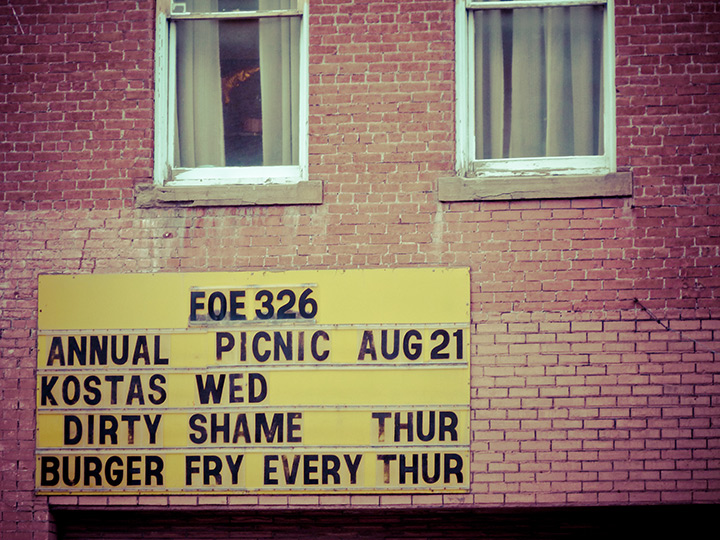 FOE 326
ANNUAL PICNIC AUG 21
KOSTAS WED
DIRTY SHAME THUR
BURGER FRY EVERY THUR